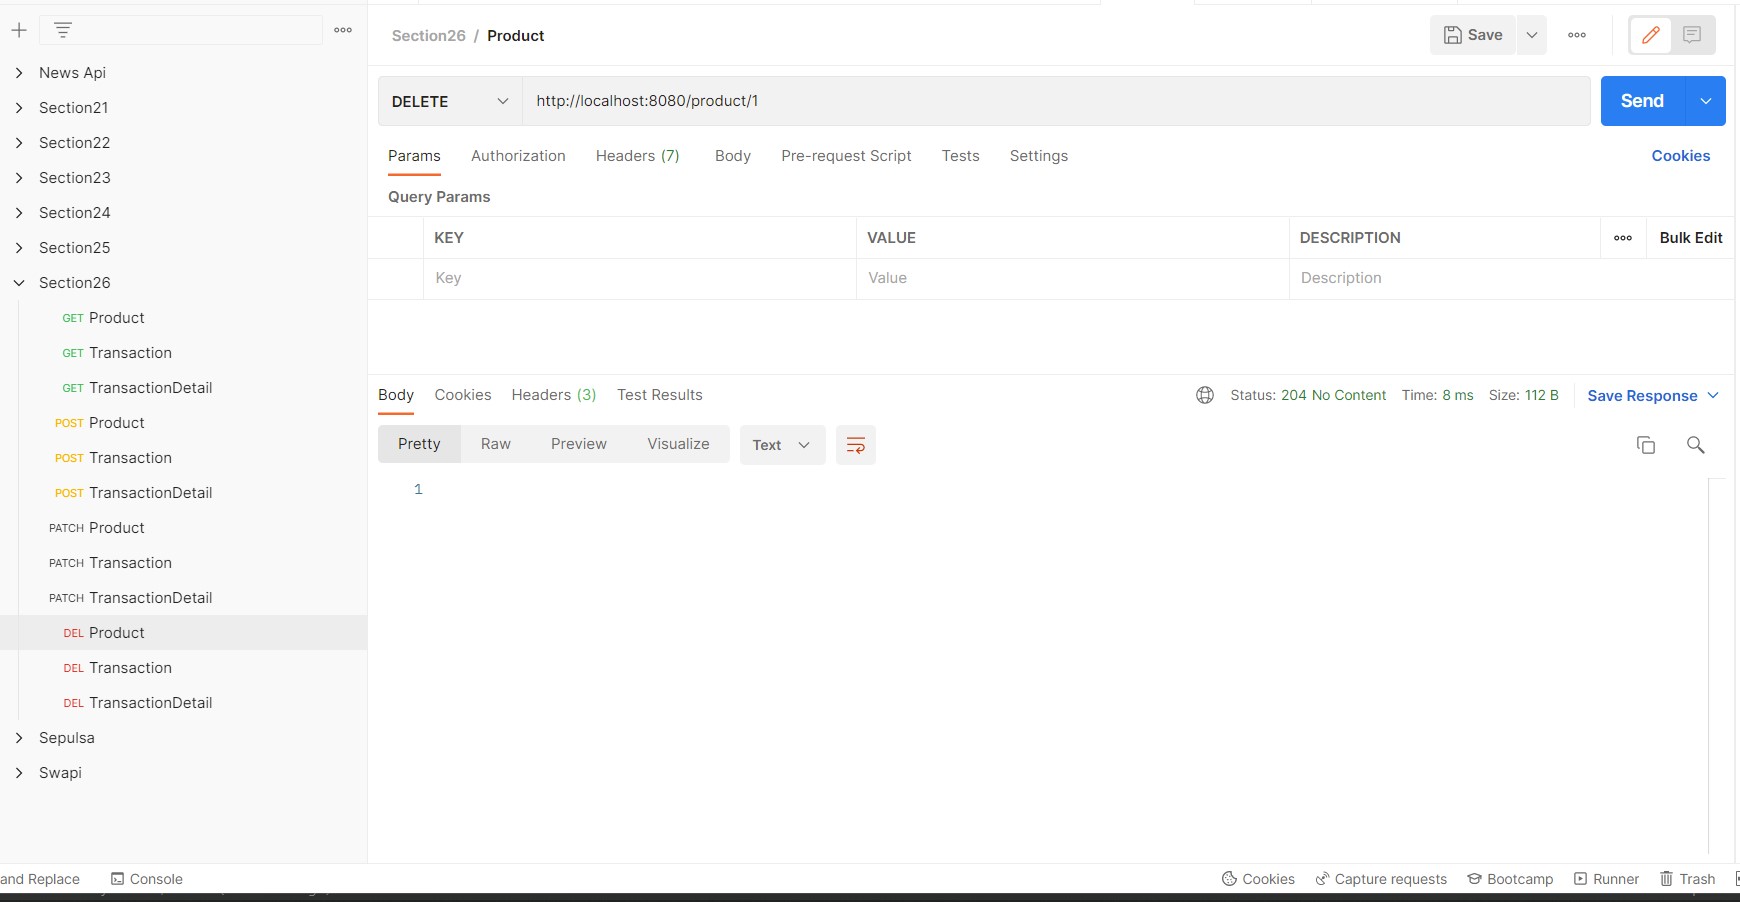 Section26 / Product
Save
DELETE
http://localhost:8080/product/1
Send
Params Authorization Headers (7) Body Pre-request Script Tests Settings Cookies
Query Params
KEY VALUE DESCRIPTION Bulk Edit
Key Value Description
Body Cookies Headers (3) Test Results Status: 204 No Content Time: 8 ms Size: 112 B Save Response
Pretty Raw Preview Visualize Text
1
News Api
Section21
Section22
Section23
Section24
Section25
Section26
GET Product
GET Transaction
GET TransactionDetail
POST Product
POST Transaction
POST TransactionDetail
PATCH Product
PATCH Transaction
PATCH TransactionDetail
DEL Product
DEL Transaction
DEL TransactionDetail
Sepulsa
Swapi
and Replace Console Cookies Capture requests Bootcamp Runner Trash